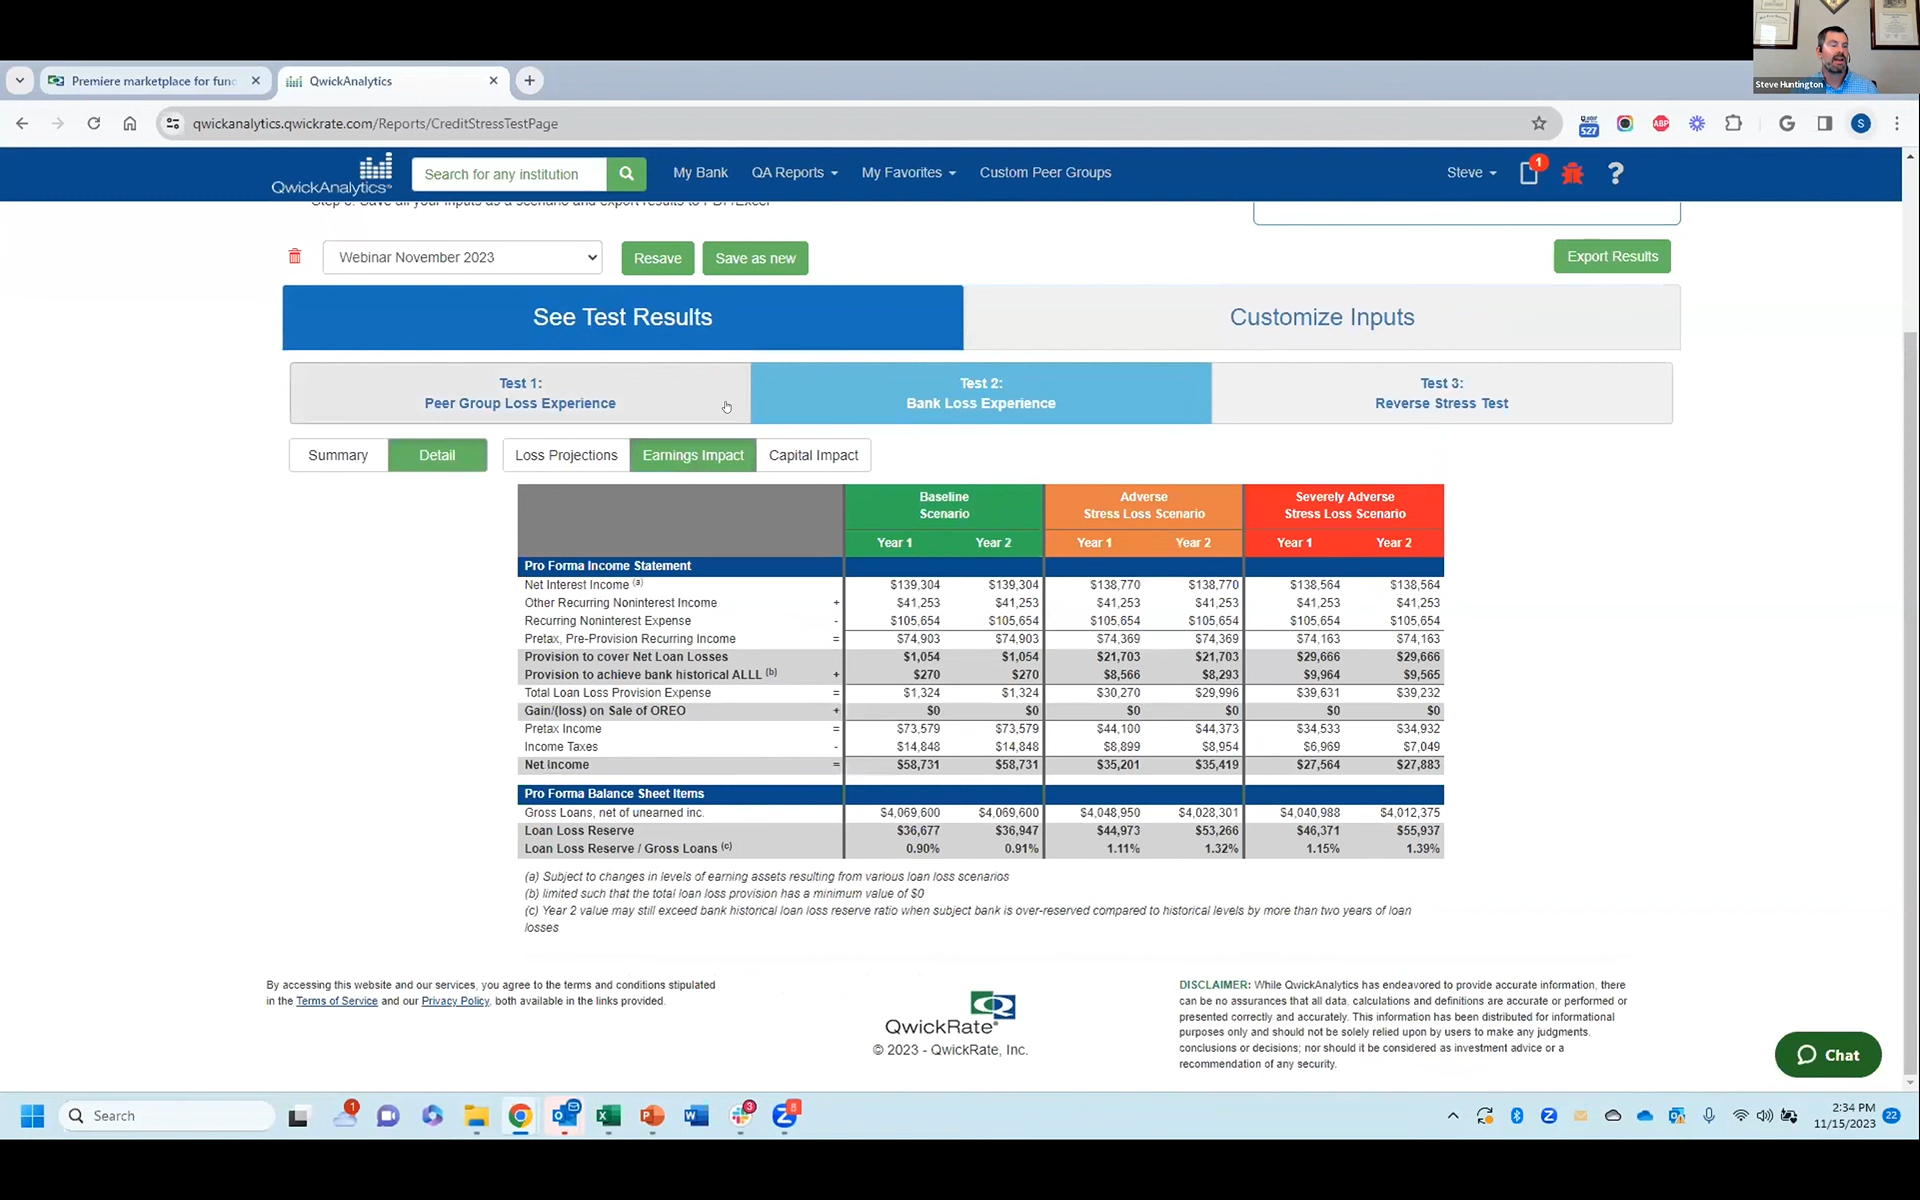 Steve Huntington
Premiere marketplace for func
QwickAnalytics
qwickanalytics.qwickrate.com/Reports/CreditStressTestPage
527
ABP
S
QwickAnalytics
Search for any institution
My Bank
QA Reports
My Favorites
Custom Peer Groups
Steve
1
?
Webinar November 2023
Resave
Save as new
Export Results
See Test Results
Customize Inputs
Test 1:
Peer Group Loss Experience
Test 2:
Bank Loss Experience
Test 3:
Reverse Stress Test
Summary Detail Loss Projections Earnings Impact Capital Impact
Baseline Adverse Severely Adverse
Scenario Stress Loss Scenario Stress Loss Scenario
Year 1 Year 2 Year 1 Year 2 Year 1 Year 2
Pro Forma Income Statement
Net Interest Income (a) $139,304 $139,304 $138,770 $138,770 $138,564 $138,564
Other Recurring Noninterest Income + $41,253 $41,253 $41,253 $41,253 $41,253 $41,253
Recurring Noninterest Expense - $105,654 $105,654 $105,654 $105,654 $105,654 $105,654
Pretax, Pre-Provision Recurring Income = $74,903 $74,903 $74,369 $74,369 $74,163 $74,163
Provision to cover Net Loan Losses $1,054 $1,054 $21,703 $21,703 $29,666 $29,666
Provision to achieve bank historical ALLL (b) + $270 $270 $8,566 $8,293 $9,964 $9,565
Total Loan Loss Provision Expense = $1,324 $1,324 $30,270 $29,996 $39,631 $39,232
Gain/(loss) on Sale of OREO + $0 $0 $0 $0 $0 $0
Pretax Income = $73,579 $73,579 $44,100 $44,373 $34,533 $34,932
Income Taxes - $14,848 $14,848 $8,899 $8,954 $6,969 $7,049
Net Income = $58,731 $58,731 $35,201 $35,419 $27,564 $27,883
Pro Forma Balance Sheet Items
Gross Loans, net of unearned inc. $4,069,600 $4,069,600 $4,048,950 $4,028,301 $4,040,988 $4,012,375
Loan Loss Reserve $36,677 $36,947 $44,973 $53,266 $46,371 $55,937
Loan Loss Reserve / Gross Loans (c) 0.90% 0.91% 1.11% 1.32% 1.15% 1.39%
(a) Subject to changes in levels of earning assets resulting from various loan loss scenarios
(b) limited such that the total loan loss provision has a minimum value of $0
(c) Year 2 value may still exceed bank historical loan loss reserve ratio when subject bank is over-reserved compared to historical levels by more than two years of loan
losses
By accessing this website and our services, you agree to the terms and conditions stipulated
in the Terms of Service and our Privacy Policy, both available in the links provided.
QwickRate®
© 2023 - QwickRate, Inc.
DISCLAIMER: While QwickAnalytics has endeavored to provide accurate information, there
can be no assurances that all data, calculations and definitions are accurate or performed or
presented correctly and accurately. This information has been distributed for informational
purposes only and should not be solely relied upon by users to make any judgments,
conclusions or decisions; nor should it be considered as investment advice or a
recommendation of any security.
Chat
Search
1
3
8
2:34 PM
11/15/2023
22